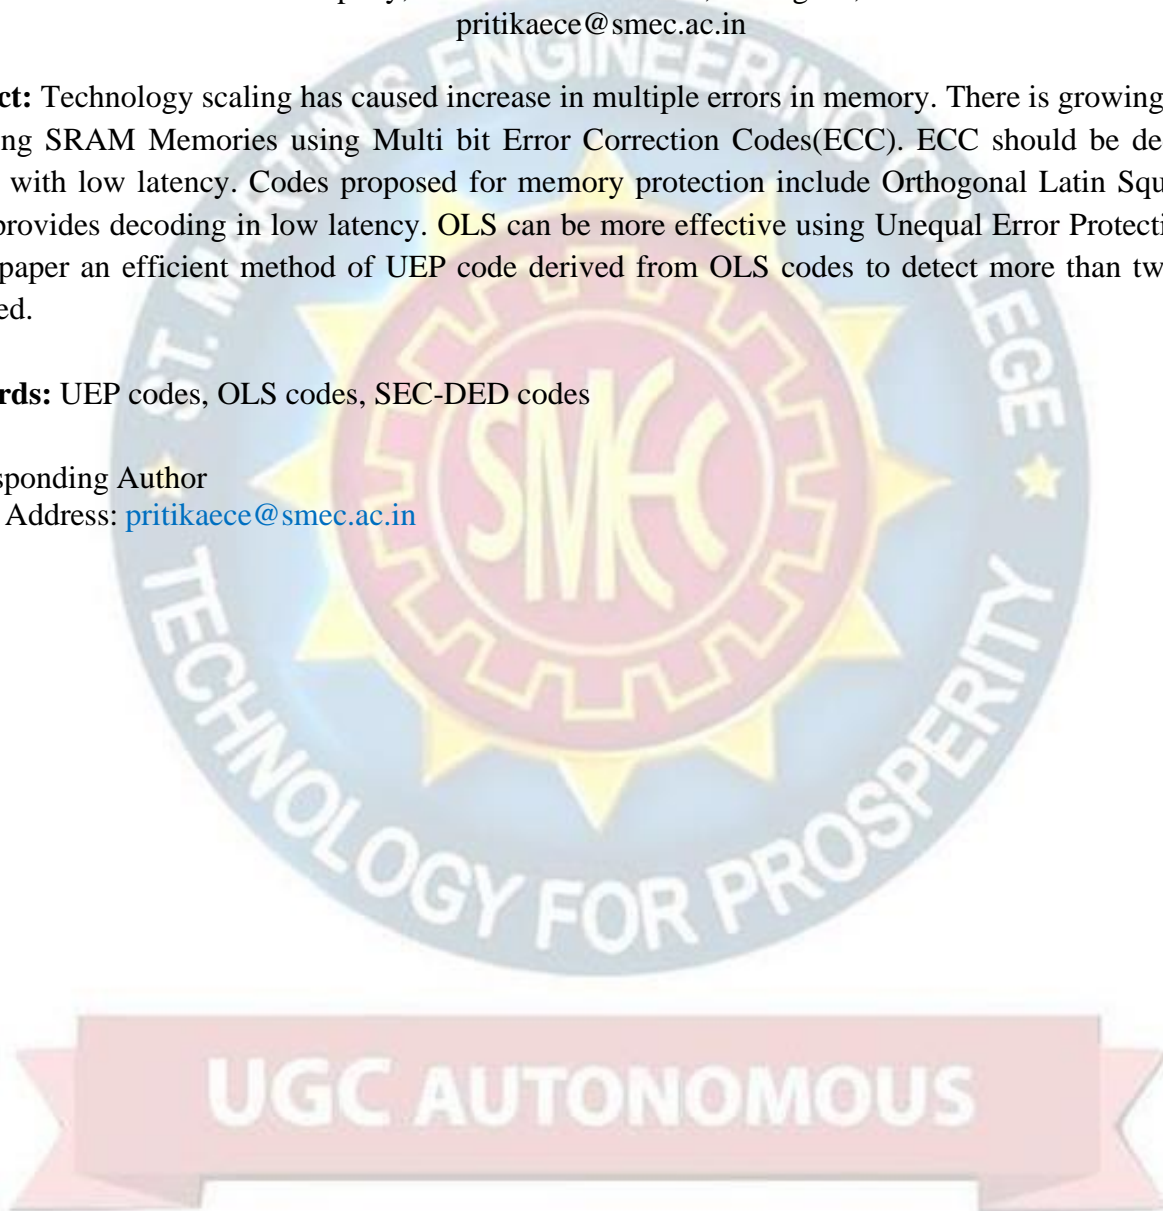 pritikaece@smec.ac.in
ct: Technology scaling has caused increase in multiple errors in memory. There is growing
ng SRAM Memories using Multi bit Error Correction Codes(ECC). ECC should be de
with low latency. Codes proposed for memory protection include Orthogonal Latin Squ
provides decoding in low latency. OLS can be more effective using Unequal Error Protecti
paper an efficient method of UEP code derived from OLS codes to detect more than tw
ed.
rds: UEP codes, OLS codes, SEC-DED codes
sponding Author
Address: pritikaece@smec.ac.in
ST. MARTIN'S ENGINEERING COLLEGE
SMEC
TECHNOLOGY FOR PROSPERITY
UGC AUTONOMOUS